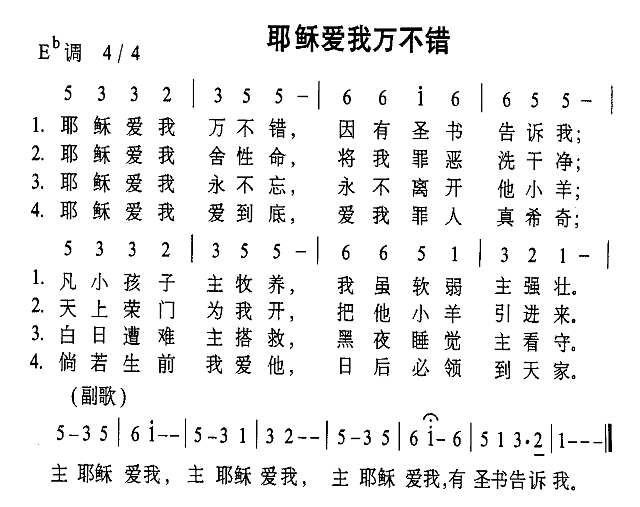 耶稣爱我万不错
E♭调 4/4
5 3 3 2 | 3 5 5 – | 6 6 i̇ 6 | 6 5 5 – |
1. 耶稣爱我 万不错， 因有圣书 告诉我；
2. 耶稣爱我 舍性命， 将我罪恶 洗干净；
3. 耶稣爱我 永不忘， 永不离开 他小羊；
4. 耶稣爱我 爱到底， 爱我罪人 真希奇；
5 3 3 2 | 3 5 5 – | 6 6 5 1 | 3 2 1 – |
1. 凡小孩子 主牧养， 我虽软弱 主强壮。
2. 天上荣门 为我开， 把他小羊 引进来。
3. 白日遭难 主搭救， 黑夜睡觉 主看守。
4. 倘若生前 我爱他， 日后必领 到天家。
(副歌)
5-3 5 | 6 i̇-- | 5-3 1 | 3 2-- | 5-3 5 | 6 i̇-6 | 5 1 3·2 | 1---‖
主 耶稣 爱我，主 耶稣 爱我， 主 耶稣 爱我,有 圣书告诉 我。